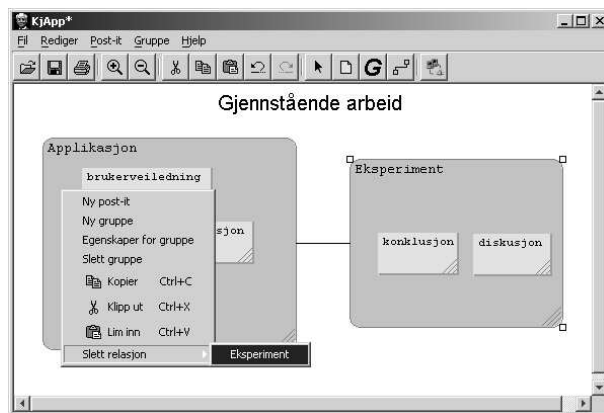 KjApp*
Fil Rediger Post-it Gruppe Hjelp
G
Gjennstående arbeid
Applikasjon
brukerveiledning
sjon
Ny post-it
Ny gruppe
Egenskaper for gruppe
Slett gruppe
Kopier Ctrl+C
Klipp ut Ctrl+X
Lim inn Ctrl+V
Slett relasjon
Eksperiment
Eksperiment
konklusjon
diskusjon